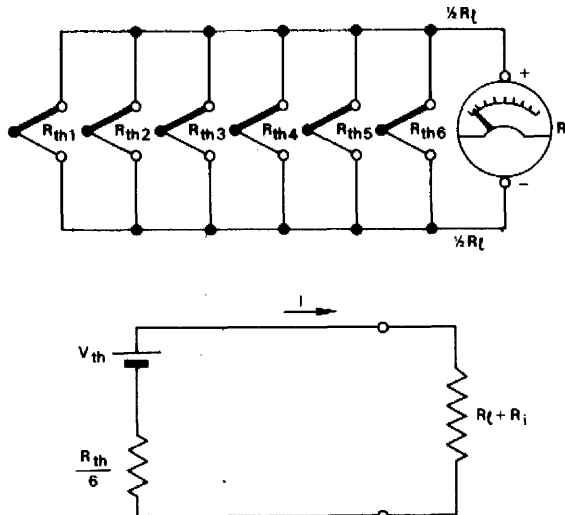 ½Rℓ
+
Rth1 Rth2 Rth3 Rth4 Rth5 Rth6 R
−
½Rℓ
I
Vth
Rℓ + Ri
Rth
6